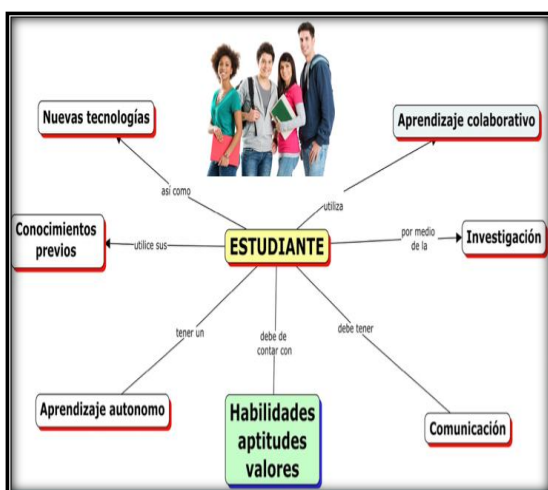 Nuevas tecnologías
Aprendizaje colaborativo
así como
utiliza
Conocimientos
previos
utilice sus
ESTUDIANTE
por medio
de la
Investigación
tener un
debe de
contar con
debe tener
Aprendizaje autonomo
Habilidades
aptitudes
valores
Comunicación